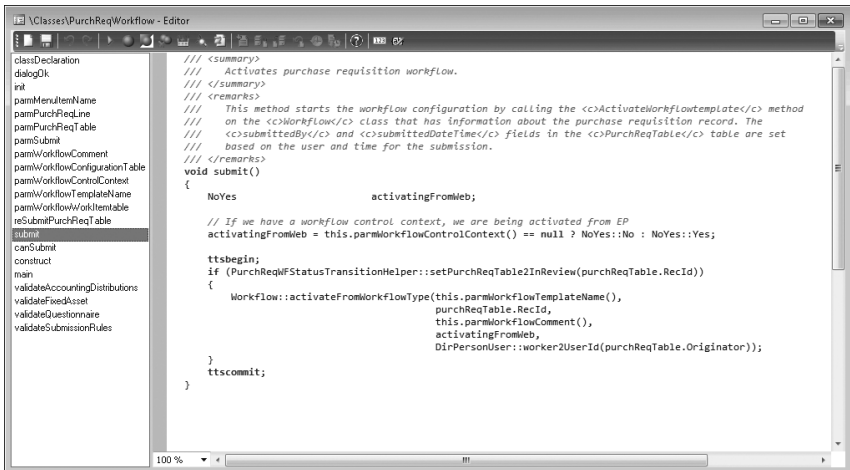 \Classes\PurchReqWorkflow - Editor
classDeclaration
dialogOk
init
parmMenuItemName
parmPurchReqLine
parmPurchReqTable
parmSubmit
parmWorkflowComment
parmWorkflowConfigurationTable
parmWorkflowControlContext
parmWorkflowTemplateName
parmWorkflowWorkItemtable
reSubmitPurchReqTable
submit
canSubmit
construct
main
validateAccountingDistributions
validateFixedAsset
validateQuestionnaire
validateSubmissionRules
/// <summary>
///    Activates purchase requisition workflow.
/// </summary>
/// <remarks>
///    This method starts the workflow configuration by calling the <c>ActivateWorkflowtemplate</c> method
///    on the <c>Workflow</c> class that has information about the purchase requisition record. The
///    <c>submittedBy</c> and <c>submittedDateTime</c> fields in the <c>PurchReqTable</c> table are set
///    based on the user and time for the submission.
/// </remarks>
void submit()
{
    NoYes                   activatingFromWeb;
    // If we have a workflow control context, we are being activated from EP
    activatingFromWeb = this.parmWorkflowControlContext() == null ? NoYes::No : NoYes::Yes;
    ttsbegin;
    if (PurchReqWFStatusTransitionHelper::setPurchReqTable2InReview(purchReqTable.RecId))
    {
        Workflow::activateFromWorkflowType(this.parmWorkflowTemplateName(),
                                           purchReqTable.RecId,
                                           this.parmWorkflowComment(),
                                           activatingFromWeb,
                                           DirPersonUser::worker2UserId(purchReqTable.Originator));
    }
    ttscommit;
}
100 %